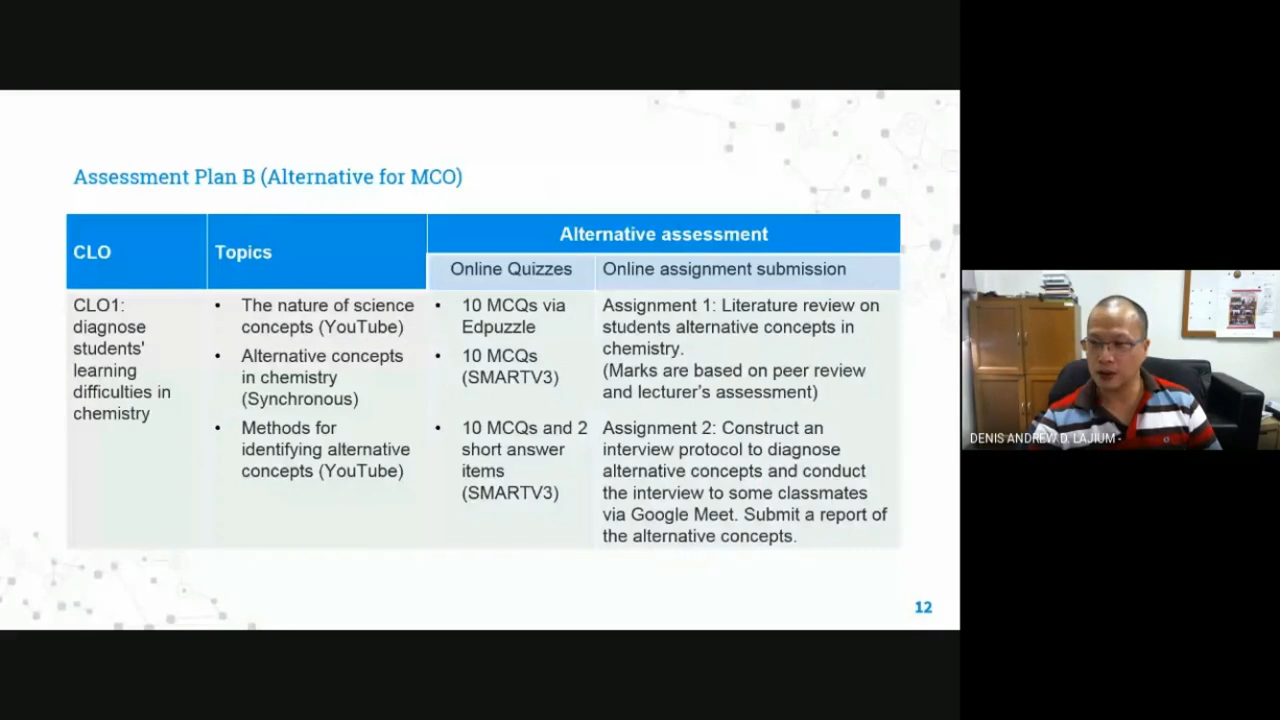 Assessment Plan B (Alternative for MCO)
CLO
Topics
Alternative assessment
Online Quizzes
Online assignment submission
CLO1:
diagnose
students'
learning
difficulties in
chemistry
• The nature of science
concepts (YouTube)
• Alternative concepts
in chemistry
(Synchronous)
• Methods for
identifying alternative
concepts (YouTube)
• 10 MCQs via
Edpuzzle
• 10 MCQs
(SMARTV3)
• 10 MCQs and 2
short answer
items
(SMARTV3)
Assignment 1: Literature review on
students alternative concepts in
chemistry.
(Marks are based on peer review
and lecturer's assessment)
Assignment 2: Construct an
interview protocol to diagnose
alternative concepts and conduct
the interview to some classmates
via Google Meet. Submit a report of
the alternative concepts.
12
DENIS ANDREW D. LAJIUM -